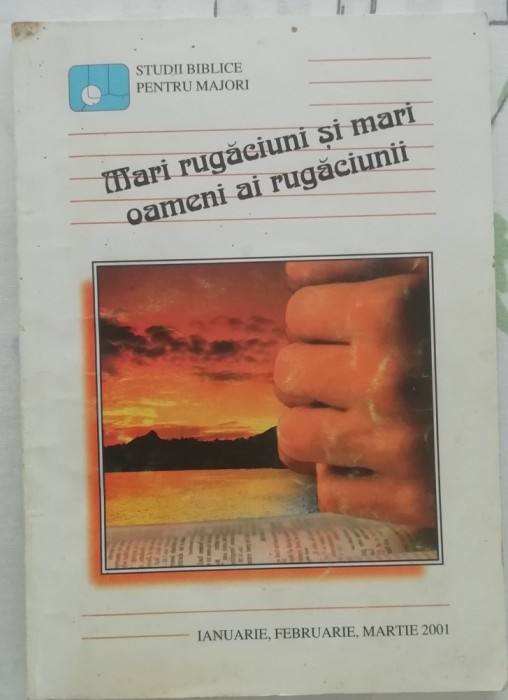 STUDII BIBLICE
PENTRU MAJORI
Mari rugăciuni și mari
oameni ai rugăciunii
IANUARIE, FEBRUARIE, MARTIE 2001